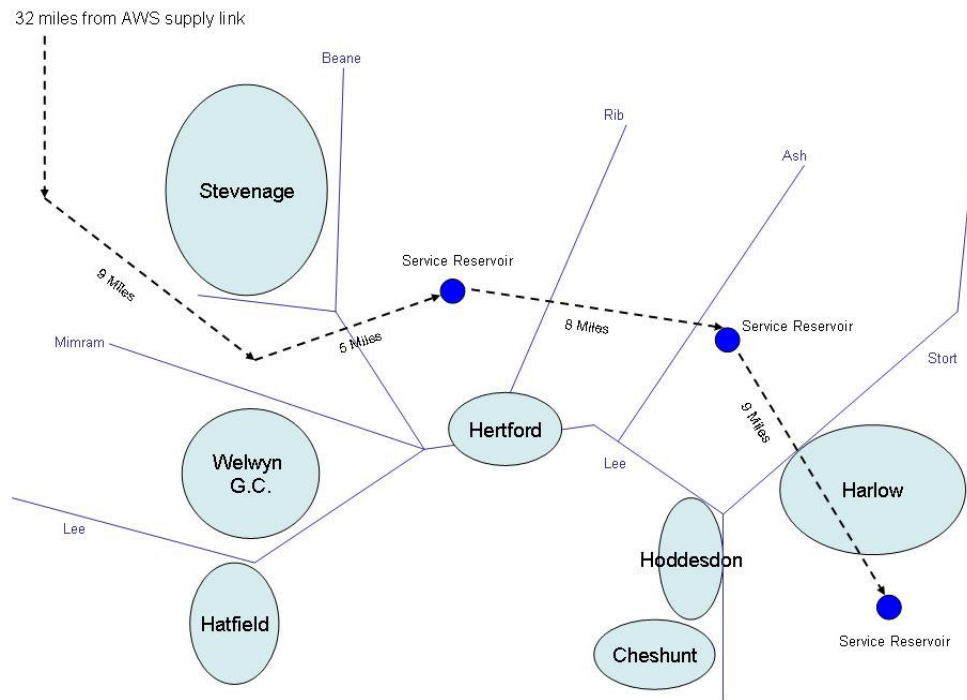 32 miles from AWS supply link
Beane
Rib
Ash
Stevenage
Service Reservoir
9 Miles
5 Miles
8 Miles
Service Reservoir
Mimram
Stort
9 Miles
Hertford
Welwyn
G.C.
Lee
Harlow
Lee
Hoddesdon
Hatfield
Cheshunt
Service Reservoir